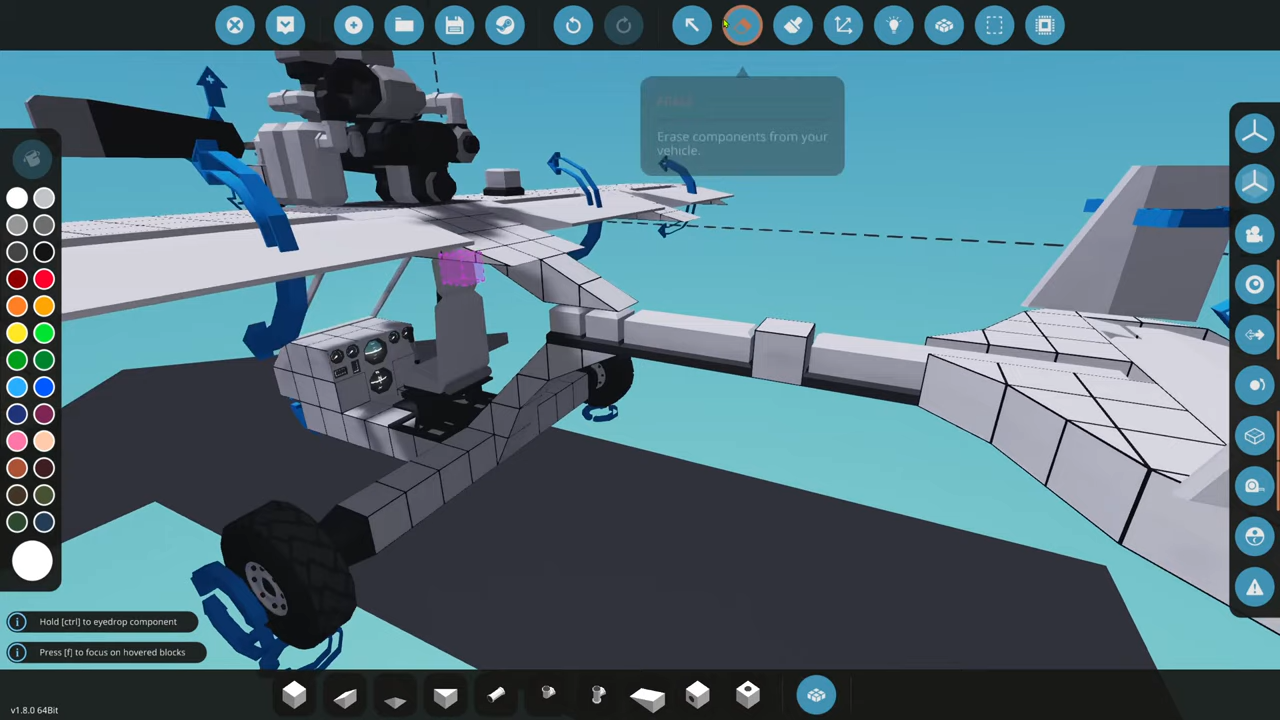 ERASE
Erase components from your
vehicle.
Hold [ctrl] to eyedrop component
Press [f] to focus on hovered blocks
v1.8.0 64Bit